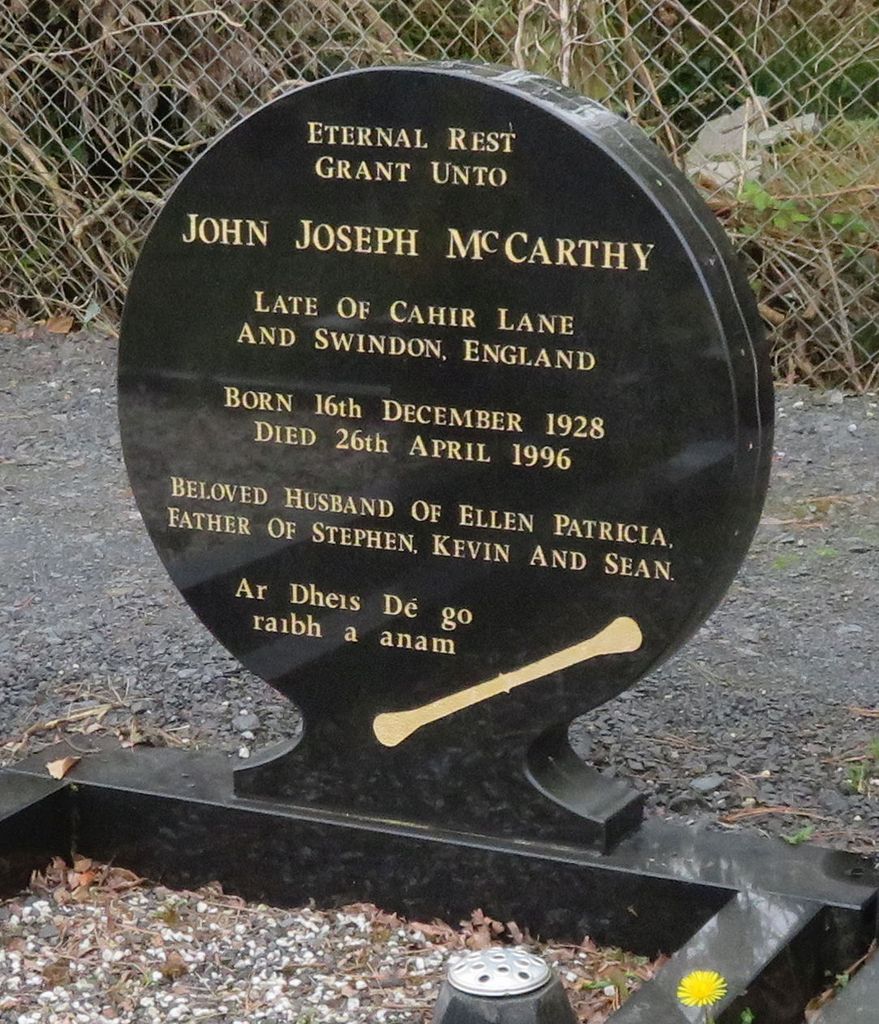 ETERNAL REST
GRANT UNTO
JOHN JOSEPH McCARTHY
LATE OF CAHIR LANE
AND SWINDON, ENGLAND
BORN 16th DECEMBER 1928
DIED 26th APRIL 1996
BELOVED HUSBAND OF ELLEN PATRICIA,
FATHER OF STEPHEN, KEVIN AND SEAN.
Ar Dheis Dé go
raibh a anam